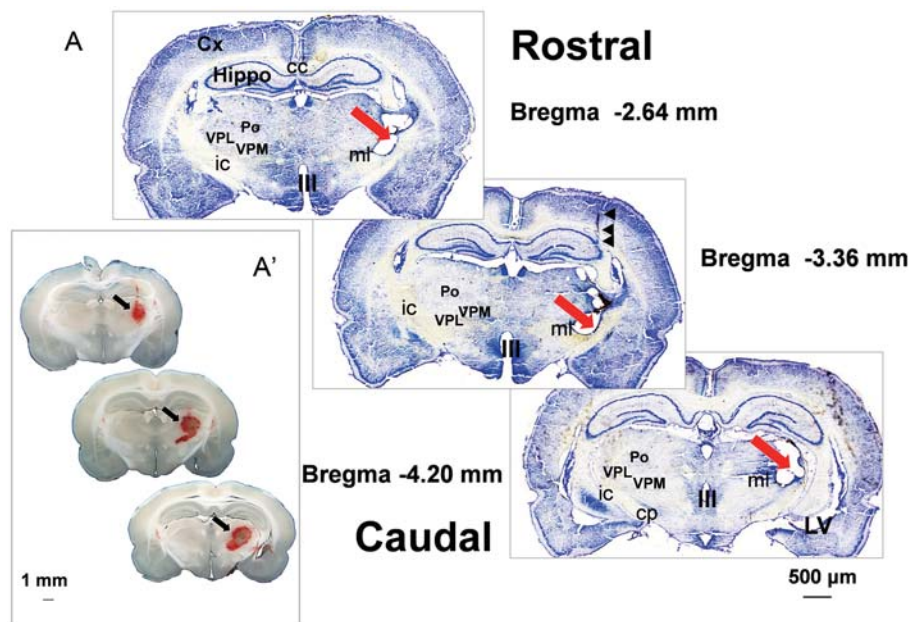 A
Cx
CC
Hippo
Po
VPL
VPM
ic
ml
III
Rostral
Bregma -2.64 mm
ic
Po
VPL
VPM
ml
III
Bregma -3.36 mm
A'
1 mm
Bregma -4.20 mm
Caudal
Po
VPL
VPM
ic
cp
ml
III
LV
500 µm